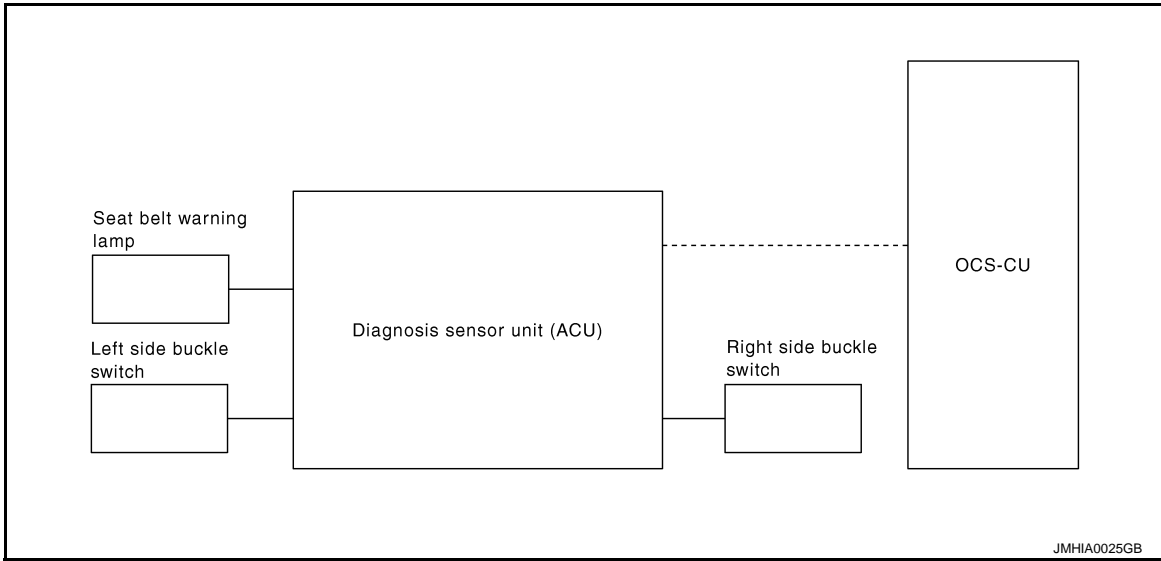 Seat belt warning
lamp
Left side buckle
switch
Diagnosis sensor unit (ACU)
Right side buckle
switch
OCS-CU
JMHIA0025GB